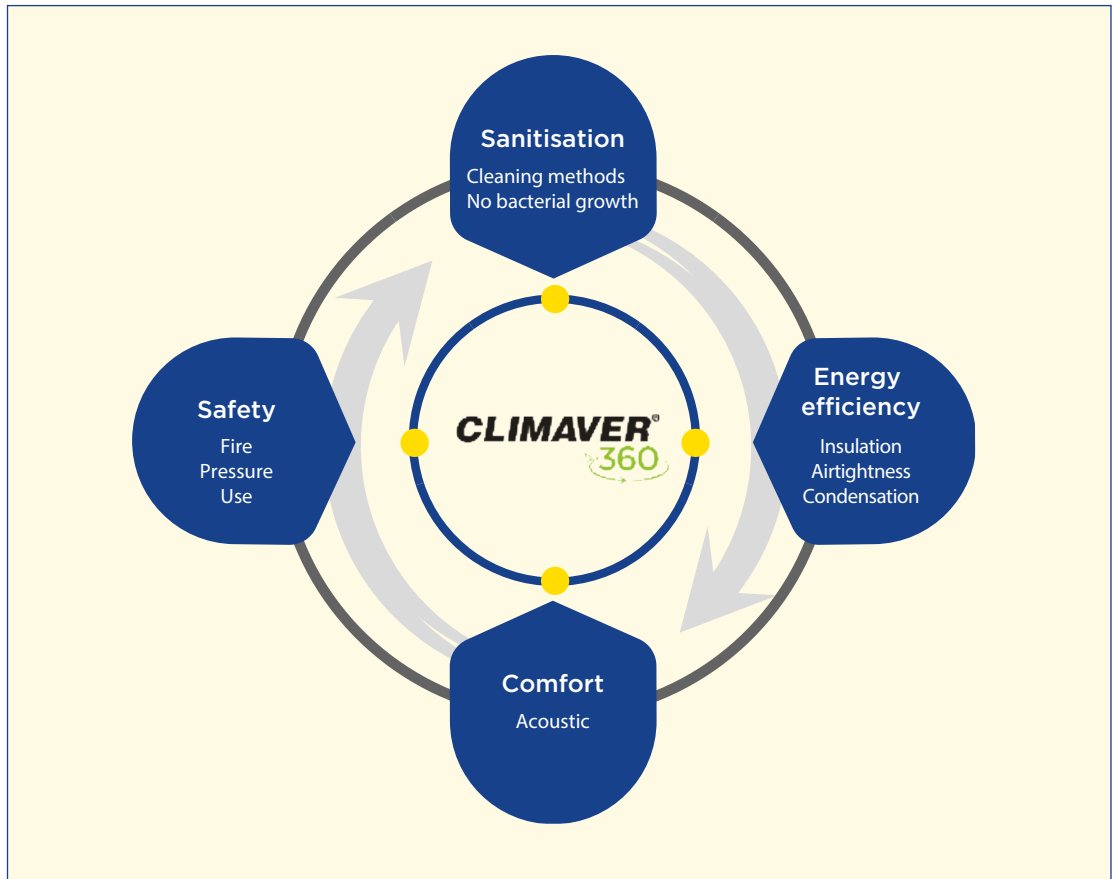 Sanitisation
Cleaning methods
No bacterial growth
Safety
Fire
Pressure
Use
CLIMAVER®
360
Energy
efficiency
Insulation
Airtightness
Condensation
Comfort
Acoustic